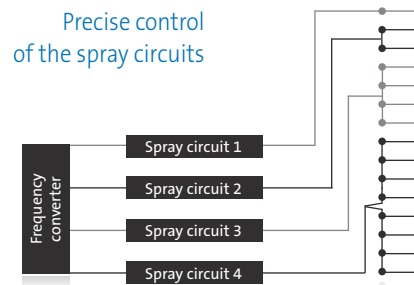 Precise control
of the spray circuits
Spray circuit 1
Frequency
converter
Spray circuit 2
Spray circuit 3
Spray circuit 4